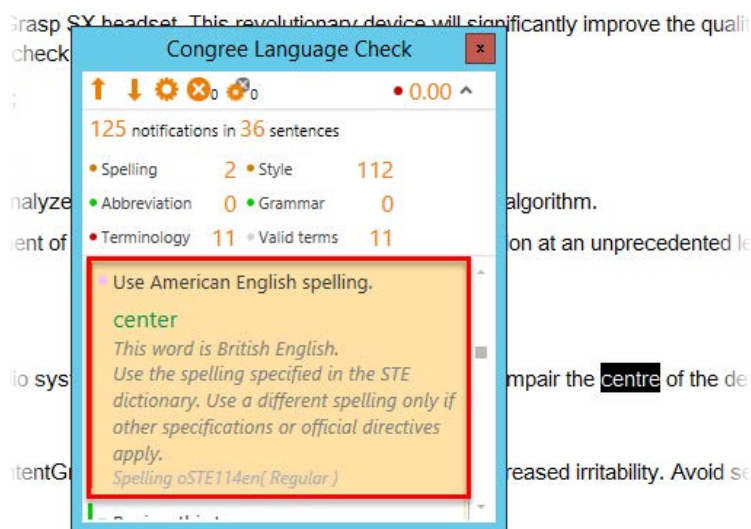 Grasp SX headset. This revolutionary device will significantly improve the quali
check
Congree Language Check
x
0 0 0.00
125 notifications in 36 sentences
Spelling 2 Style 112
Abbreviation 0 Grammar 0
Terminology 11 Valid terms 11
nalyze algorithm.
ent of ion at an unprecedented le
Use American English spelling.
center
This word is British English.
Use the spelling specified in the STE
dictionary. Use a different spelling only if
other specifications or official directives
apply.
Spelling oSTE114en( Regular )
io syst mpair the centre of the de
tentGr reased irritability. Avoid se